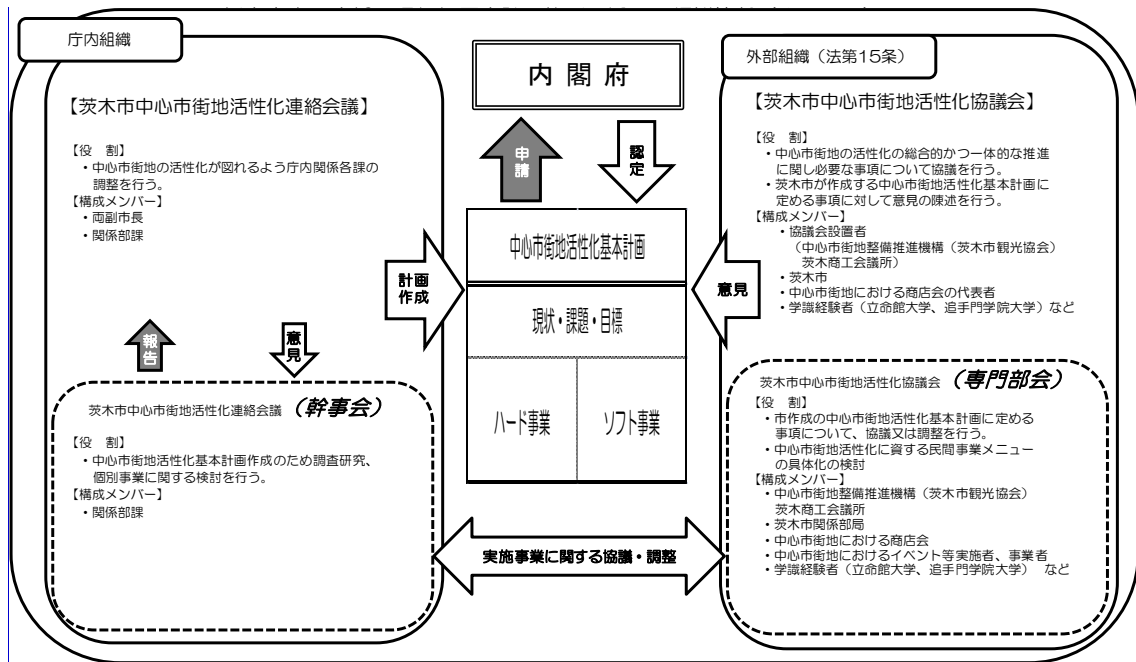 庁内組織
【茨木市中心市街地活性化連絡会議】
【役　割】
・中心市街地の活性化が図れるよう庁内関係各課の
調整を行う。
【構成メンバー】
・両副市長
・関係部課
報告
意見
茨木市中心市街地活性化連絡会議（幹事会）
【役　割】
・中心市街地活性化基本計画作成のため調査研究、
個別事業に関する検討を行う。
【構成メンバー】
・関係部課
内閣府
申請
認定
計画
作成
中心市街地活性化基本計画
現状・課題・目標
ハード事業
ソフト事業
意見
実施事業に関する協議・調整
外部組織（法第15条）
【茨木市中心市街地活性化協議会】
【役　割】
・中心市街地の活性化の総合的かつ一体的な推進
に関し必要な事項について協議を行う。
・茨木市が作成する中心市街地活性化基本計画に
定める事項に対して意見の陳述を行う。
【構成メンバー】
・協議会設置者
（中心市街地整備推進機構（茨木市観光協会）
茨木商工会議所）
・茨木市
・中心市街地における商店会の代表者
・学識経験者（立命館大学、追手門学院大学）など
茨木市中心市街地活性化協議会（専門部会）
【役　割】
・市作成の中心市街地活性化基本計画に定める
事項について、協議又は調整を行う。
・中心市街地活性化に資する民間事業メニュー
の具体化の検討
【構成メンバー】
・中心市街地整備推進機構（茨木市観光協会）
茨木商工会議所
・茨木市関係部局
・中心市街地における商店会
・中心市街地におけるイベント等実施者、事業者
・学識経験者（立命館大学、追手門学院大学）　など